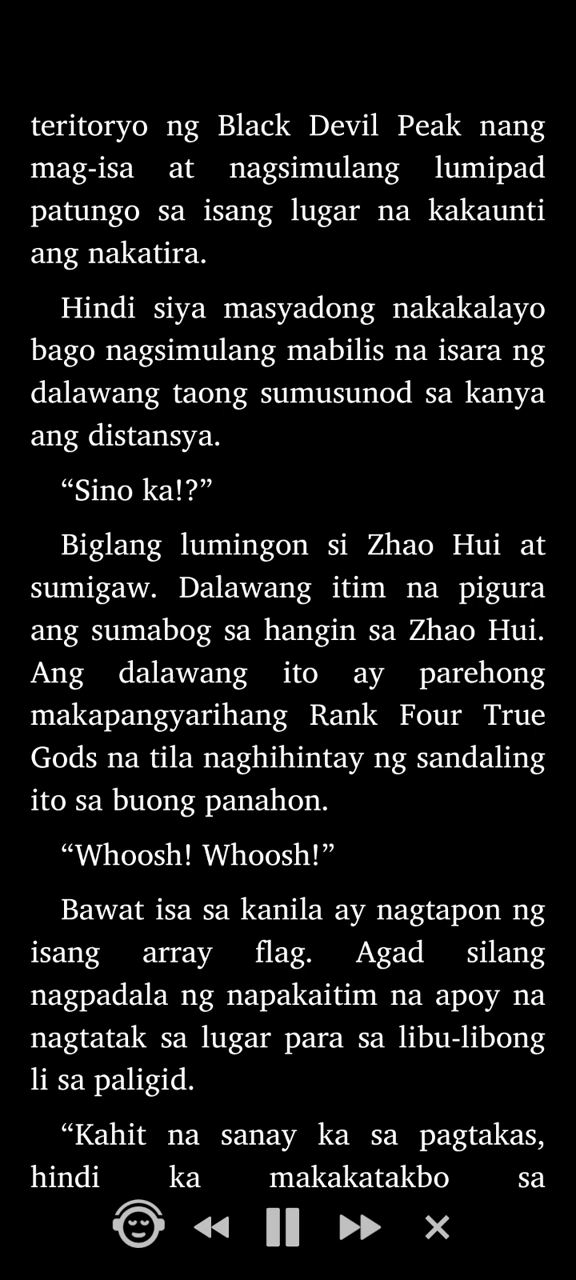 teritoryo ng Black Devil Peak nang
mag-isa at nagsimulang lumipad
patungo sa isang lugar na kakaunti
ang nakatira.
Hindi siya masyadong nakakalayo
bago nagsimulang mabilis na isara ng
dalawang taong sumusunod sa kanya
ang distansya.
“Sino ka!?”
Biglang lumingon si Zhao Hui at
sumigaw. Dalawang itim na pigura
ang sumabog sa hangin sa Zhao Hui.
Ang dalawang ito ay parehong
makapangyarihang Rank Four True
Gods na tila naghihintay ng sandaling
ito sa buong panahon.
“Whoosh! Whoosh!”
Bawat isa sa kanila ay nagtapon ng
isang array flag. Agad silang
nagpadala ng napakaitim na apoy na
nagtatak sa lugar para sa libu-libong
li sa paligid.
“Kahit na sanay ka sa pagtakas,
hindi ka makakatakbo sa